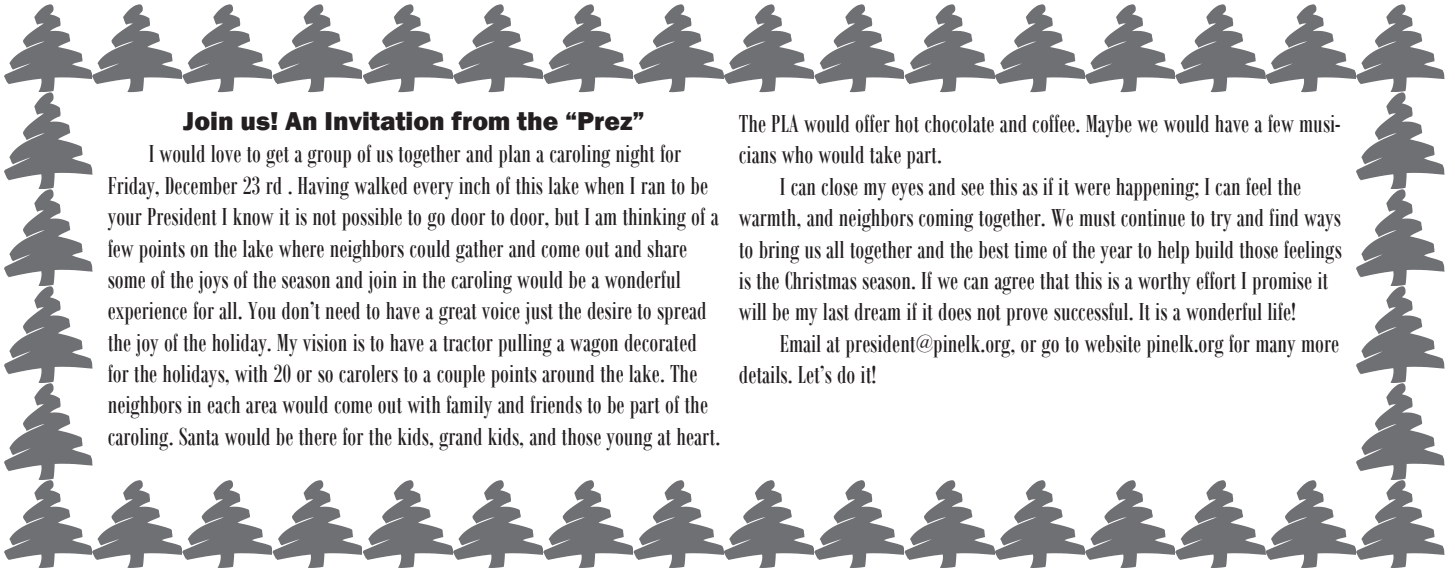 Join us! An Invitation from the “Prez”
I would love to get a group of us together and plan a caroling night for
Friday, December 23 rd . Having walked every inch of this lake when I ran to be
your President I know it is not possible to go door to door, but I am thinking of a
few points on the lake where neighbors could gather and come out and share
some of the joys of the season and join in the caroling would be a wonderful
experience for all. You don’t need to have a great voice just the desire to spread
the joy of the holiday. My vision is to have a tractor pulling a wagon decorated
for the holidays, with 20 or so carolers to a couple points around the lake. The
neighbors in each area would come out with family and friends to be part of the
caroling. Santa would be there for the kids, grand kids, and those young at heart.
The PLA would offer hot chocolate and coffee. Maybe we would have a few musi-
cians who would take part.
I can close my eyes and see this as if it were happening; I can feel the
warmth, and neighbors coming together. We must continue to try and find ways
to bring us all together and the best time of the year to help build those feelings
is the Christmas season. If we can agree that this is a worthy effort I promise it
will be my last dream if it does not prove successful. It is a wonderful life!
Email at president@pinelk.org, or go to website pinelk.org for many more
details. Let’s do it!